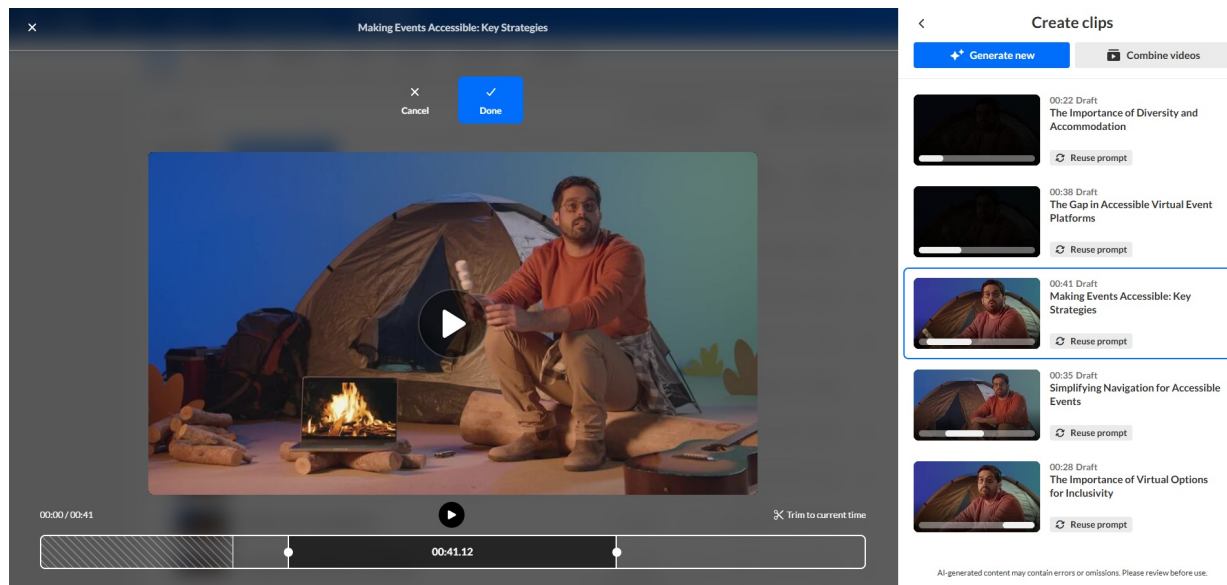 Making Events Accessible: Key Strategies
Cancel
Done
00:00 / 00:41
Trim to current time
00:41.12
Create clips
Generate new
Combine videos
00:22 Draft
The Importance of Diversity and
Accommodation
Reuse prompt
00:38 Draft
The Gap in Accessible Virtual Event
Platforms
Reuse prompt
00:41 Draft
Making Events Accessible: Key
Strategies
Reuse prompt
00:35 Draft
Simplifying Navigation for Accessible
Events
Reuse prompt
00:28 Draft
The Importance of Virtual Options
for Inclusivity
Reuse prompt
AI-generated content may contain errors or omissions. Please review before use.